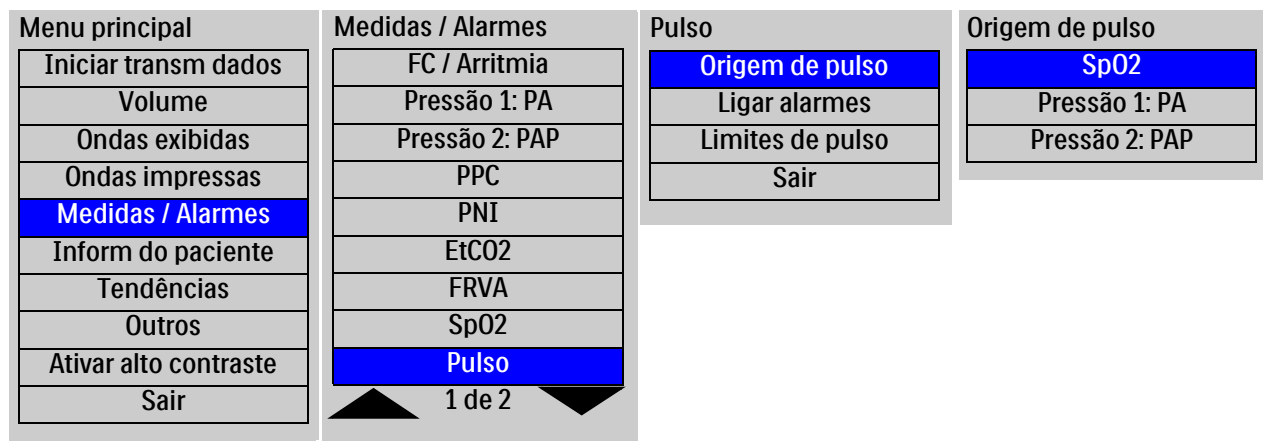 Menu principal
Iniciar transm dados
Volume
Ondas exibidas
Ondas impressas
Medidas / Alarmes
Inform do paciente
Tendências
Outros
Ativar alto contraste
Sair
Medidas / Alarmes
FC / Arritmia
Pressão 1: PA
Pressão 2: PAP
PPC
PNI
EtCO2
FRVA
SpO2
Pulso
1 de 2
Pulso
Origem de pulso
Ligar alarmes
Limites de pulso
Sair
Origem de pulso
SpO2
Pressão 1: PA
Pressão 2: PAP